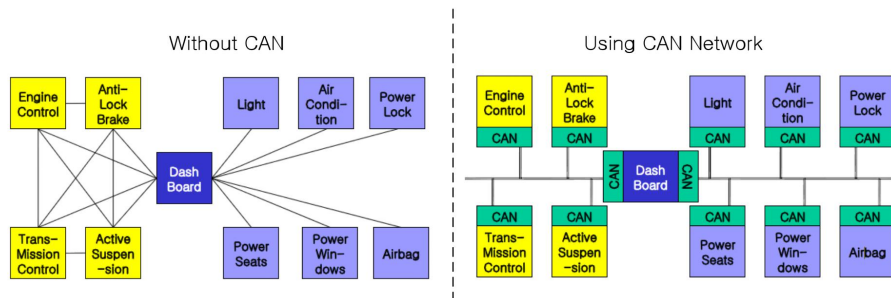 Without CAN
Engine
Control
Anti-
Lock
Brake
Light
Air
Condi-
tion
Power
Lock
Dash
Board
Trans-
Mission
Control
Active
Suspen
-sion
Power
Seats
Power
Win-
dows
Airbag
Using CAN Network
Engine
Control
CAN
Anti-
Lock
Brake
CAN
Light
CAN
Air
Condi-
tion
CAN
Power
Lock
CAN
CAN
Dash
Board
CAN
CAN
Trans-
Mission
Control
CAN
Active
Suspen
-sion
CAN
Power
Seats
CAN
Power
Win-
dows
CAN
Airbag